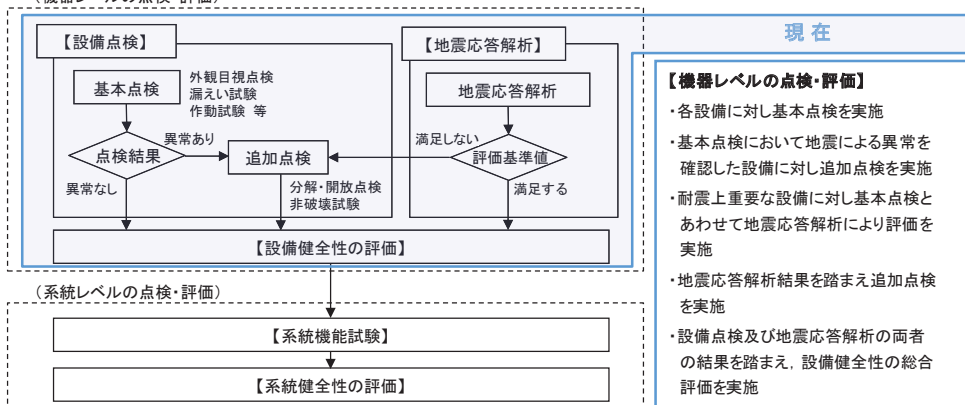 （機器レベルの点検・評価）
【設備点検】
基本点検
外観目視点検
漏えい試験
作動試験 等
点検結果
異常あり
異常なし
追加点検
分解・開放点検
非破壊試験
【地震応答解析】
地震応答解析
評価基準値
満足しない
満足する
【設備健全性の評価】
（系統レベルの点検・評価）
【系統機能試験】
【系統健全性の評価】
現 在
【機器レベルの点検・評価】
・各設備に対し基本点検を実施
・基本点検において地震による異常を
確認した設備に対し追加点検を実施
・耐震上重要な設備に対し基本点検と
あわせて地震応答解析により評価を
実施
・地震応答解析結果を踏まえ追加点検
を実施
・設備点検及び地震応答解析の両者
の結果を踏まえ，設備健全性の総合
評価を実施